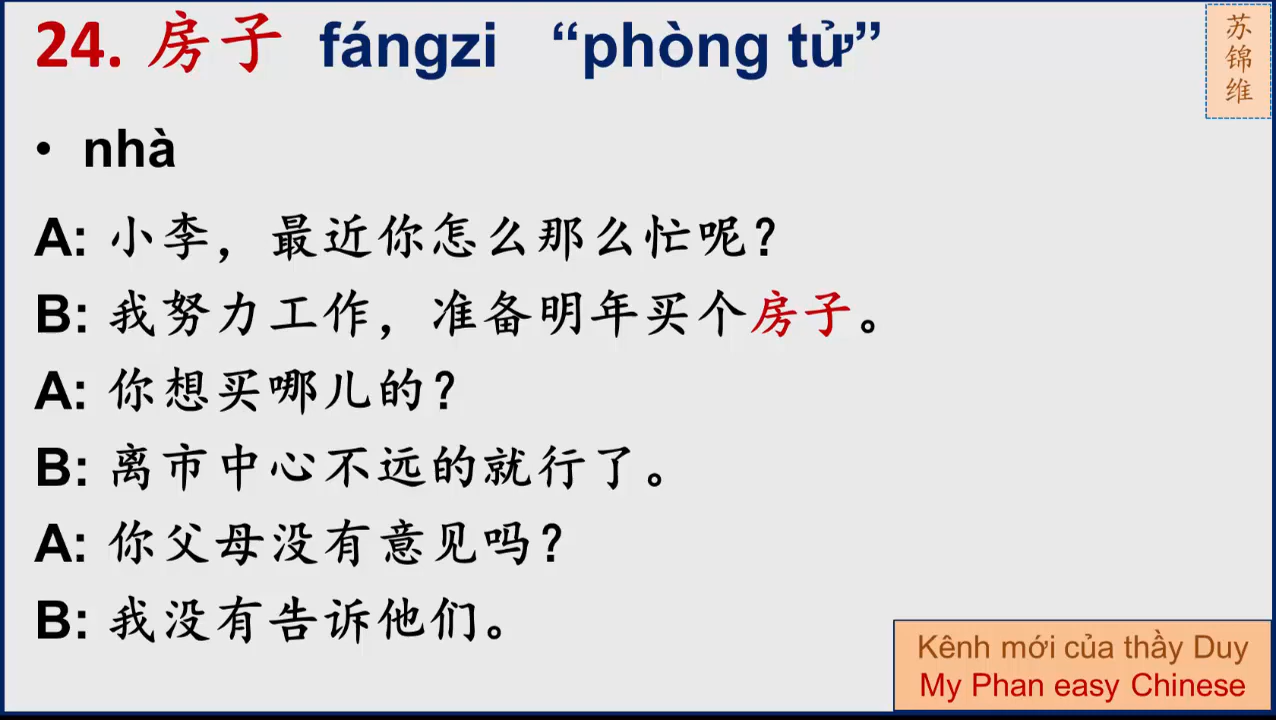 24. 房子 fángzi “phòng tử”
苏锦维
• nhà
A: 小李，最近你怎么那么忙呢？
B: 我努力工作，准备明年买个房子。
A: 你想买哪儿的？
B: 离市中心不远的就行了。
A: 你父母没有意见吗？
B: 我没有告诉他们。
Kênh mới của thầy Duy
My Phan easy Chinese